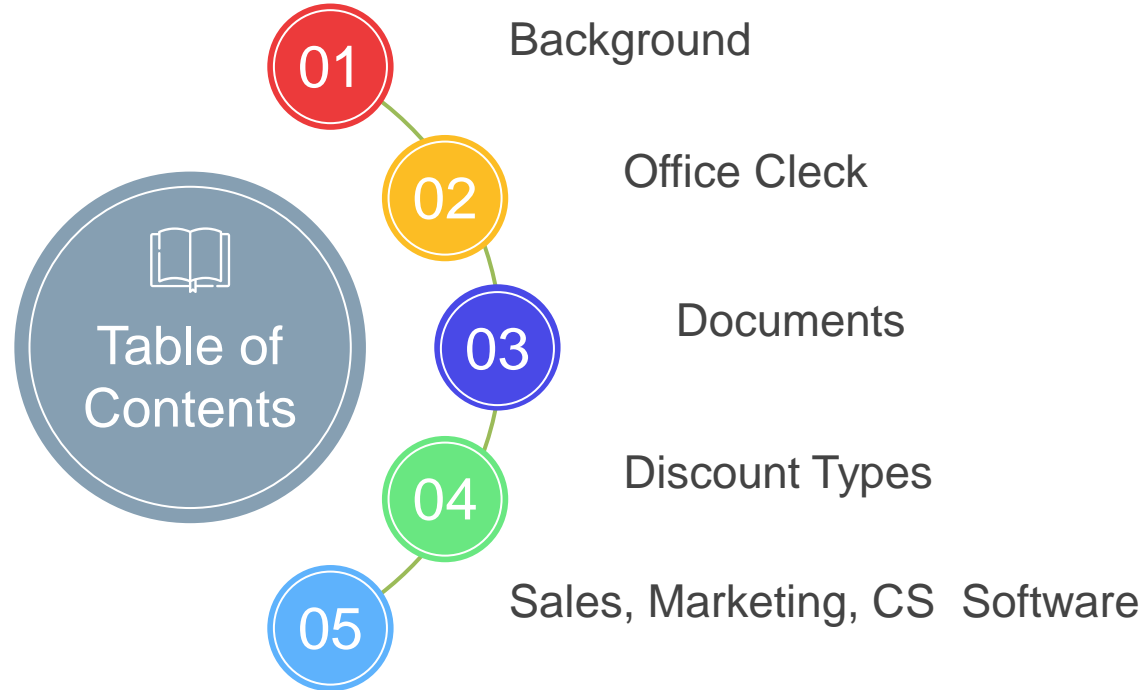 Table of
Contents
01
Background
02
Office Cleck
03
Documents
04
Discount Types
05
Sales, Marketing, CS  Software